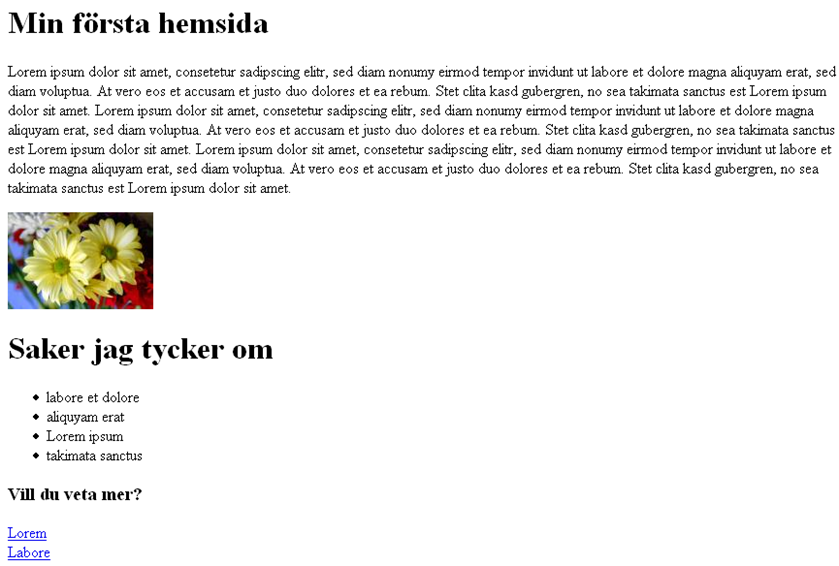 Min första hemsida
Lorem ipsum dolor sit amet, consetetur sadipscing elitr, sed diam nonumy eirmod tempor invidunt ut labore et dolore magna aliquyam erat, sed
diam voluptua. At vero eos et accusam et justo duo dolores et ea rebum. Stet clita kasd gubergren, no sea takimata sanctus est Lorem ipsum
dolor sit amet. Lorem ipsum dolor sit amet, consetetur sadipscing elitr, sed diam nonumy eirmod tempor invidunt ut labore et dolore magna
aliquyam erat, sed diam voluptua. At vero eos et accusam et justo duo dolores et ea rebum. Stet clita kasd gubergren, no sea takimata sanctus
est Lorem ipsum dolor sit amet. Lorem ipsum dolor sit amet, consetetur sadipscing elitr, sed diam nonumy eirmod tempor invidunt ut labore et
dolore magna aliquyam erat, sed diam voluptua. At vero eos et accusam et justo duo dolores et ea rebum. Stet clita kasd gubergren, no sea
takimata sanctus est Lorem ipsum dolor sit amet.
Saker jag tycker om
labore et dolore
aliquyam erat
Lorem ipsum
takimata sanctus
Vill du veta mer?
Lorem
Labore